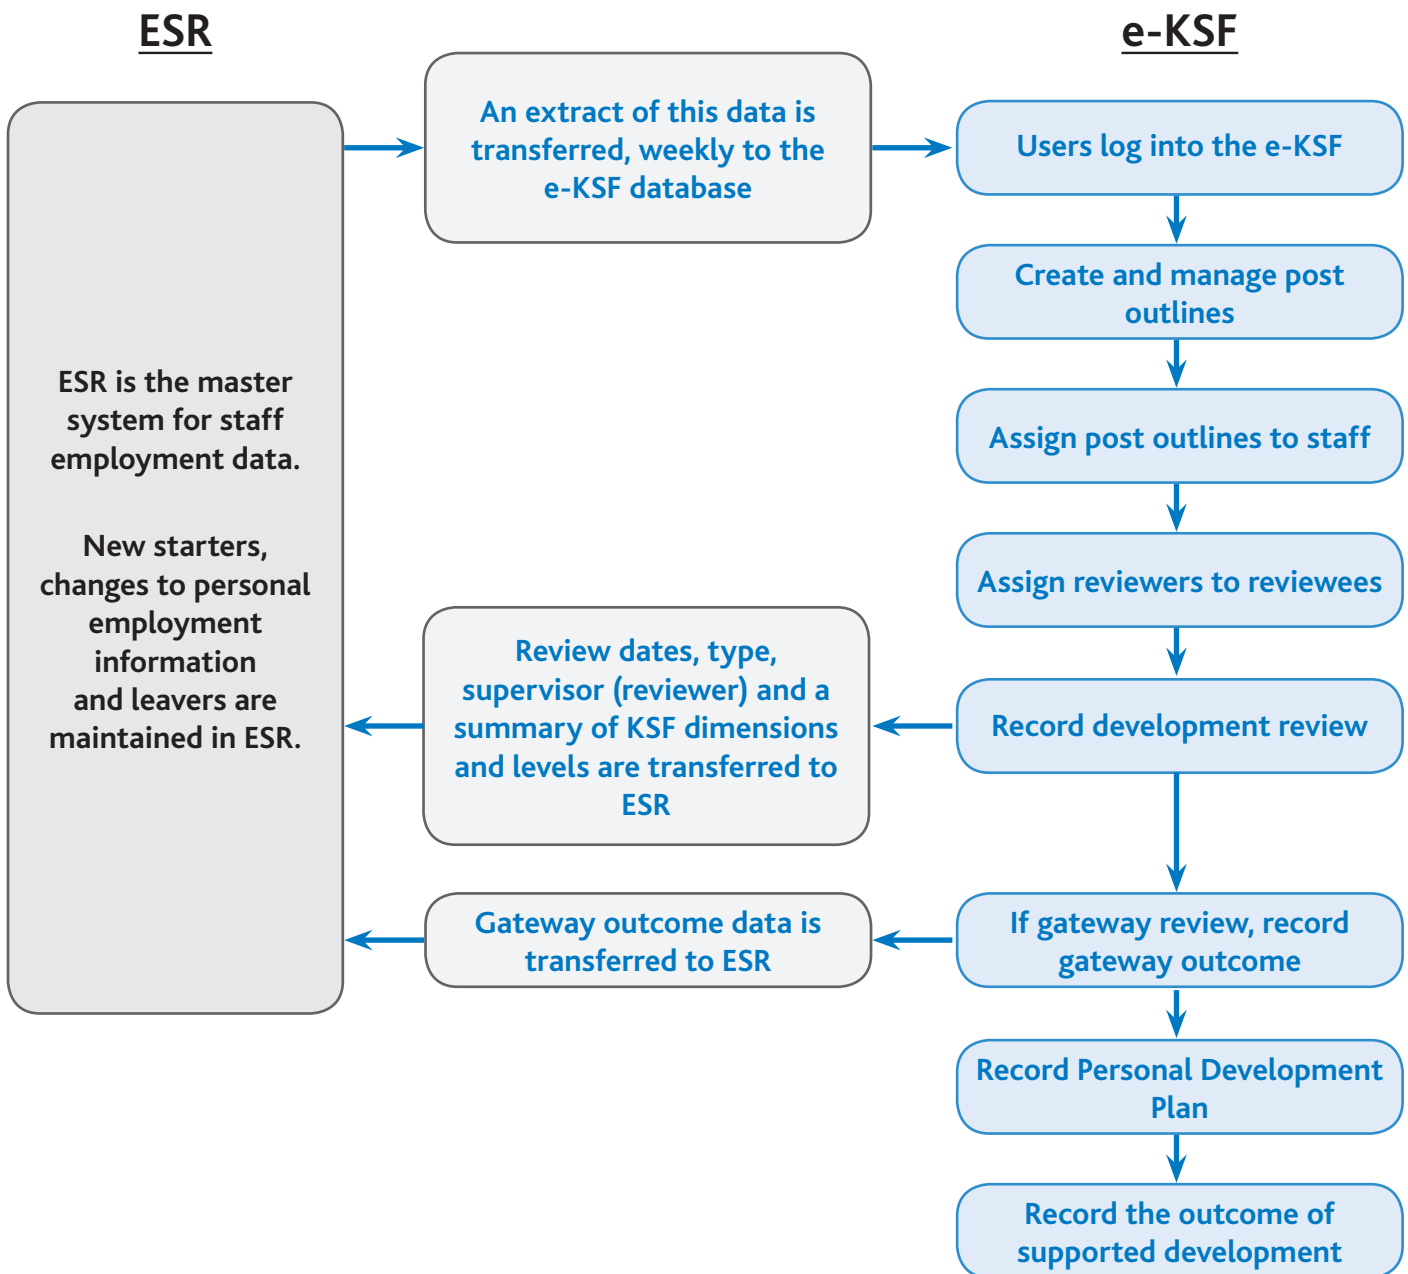 ESR
e-KSF
An extract of this data is
transferred, weekly to the
e-KSF database
Users log into the e-KSF
Create and manage post
outlines
Assign post outlines to staff
Assign reviewers to reviewees
ESR is the master
system for staff
employment data.
New starters,
changes to personal
employment
information
and leavers are
maintained in ESR.
Review dates, type,
supervisor (reviewer) and a
summary of KSF dimensions
and levels are transferred to
ESR
Record development review
Gateway outcome data is
transferred to ESR
If gateway review, record
gateway outcome
Record Personal Development
Plan
Record the outcome of
supported development